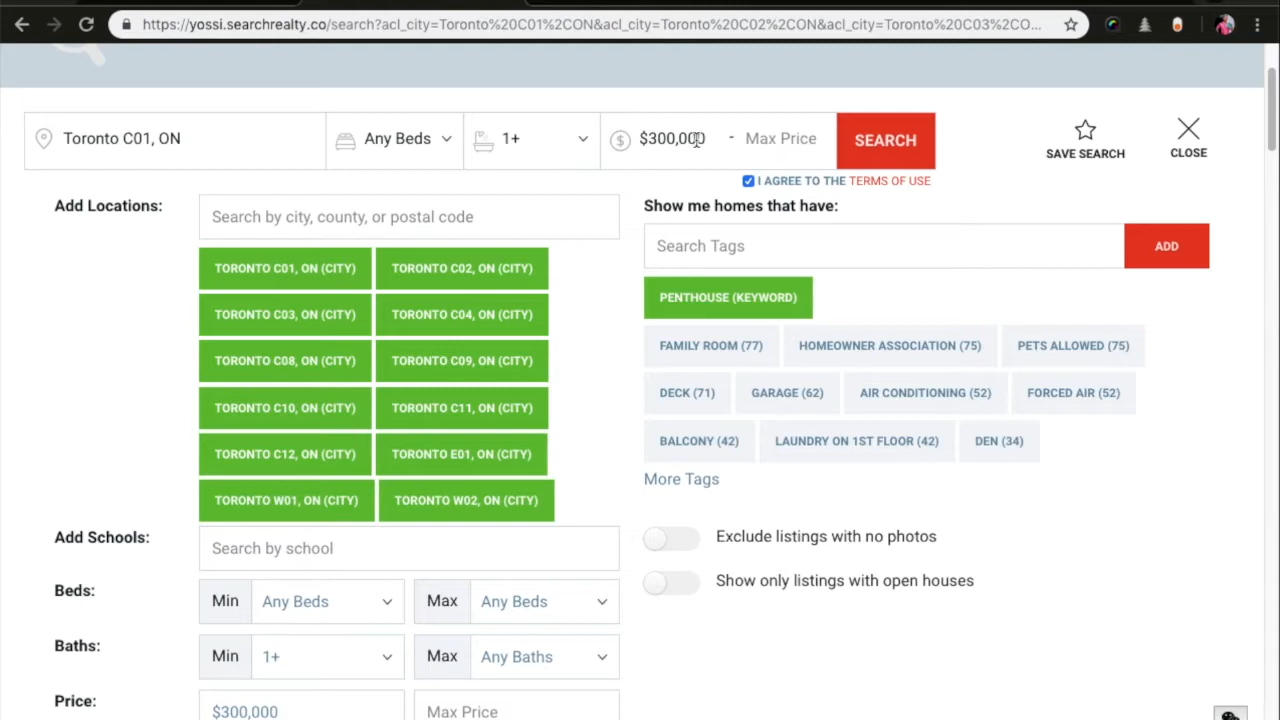 https://yossi.searchrealty.co/search?acl_city=Toronto%20C01%2CON&acl_city=Toronto%20C02%2CON&acl_city=Toronto%20C03%2CO...
Toronto C01, ON
Any Beds
1+
$300,000
-
Max Price
SEARCH
SAVE SEARCH
CLOSE
I AGREE TO THE TERMS OF USE
Add Locations:
Search by city, county, or postal code
TORONTO C01, ON (CITY)
TORONTO C02, ON (CITY)
TORONTO C03, ON (CITY)
TORONTO C04, ON (CITY)
TORONTO C08, ON (CITY)
TORONTO C09, ON (CITY)
TORONTO C10, ON (CITY)
TORONTO C11, ON (CITY)
TORONTO C12, ON (CITY)
TORONTO E01, ON (CITY)
TORONTO W01, ON (CITY)
TORONTO W02, ON (CITY)
Show me homes that have:
Search Tags
ADD
PENTHOUSE (KEYWORD)
FAMILY ROOM (77)
HOMEOWNER ASSOCIATION (75)
PETS ALLOWED (75)
DECK (71)
GARAGE (62)
AIR CONDITIONING (52)
FORCED AIR (52)
BALCONY (42)
LAUNDRY ON 1ST FLOOR (42)
DEN (34)
More Tags
Exclude listings with no photos
Show only listings with open houses
Add Schools:
Search by school
Beds:
Min
Any Beds
Max
Any Beds
Baths:
Min
1+
Max
Any Baths
Price:
$300,000
Max Price